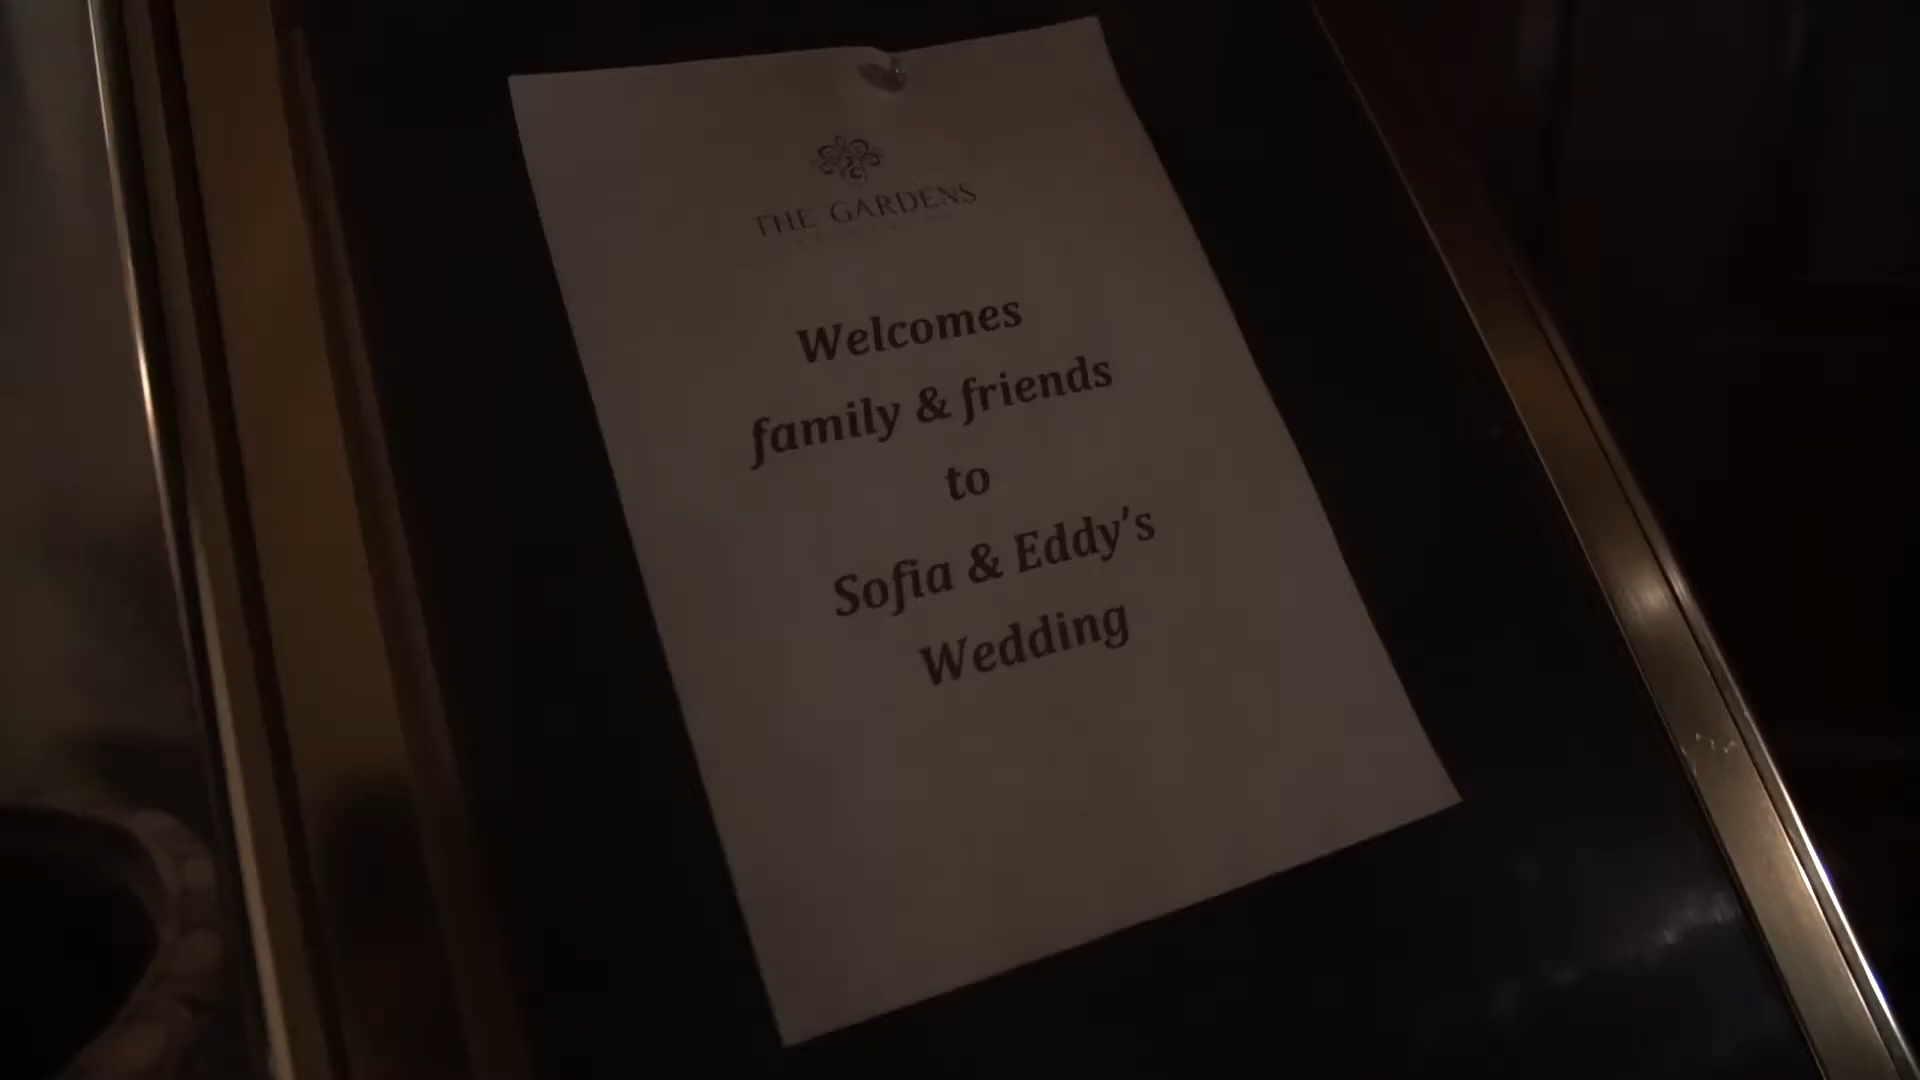 THE GARDENS
Welcomes
family & friends
to
Sofia & Eddy's
Wedding